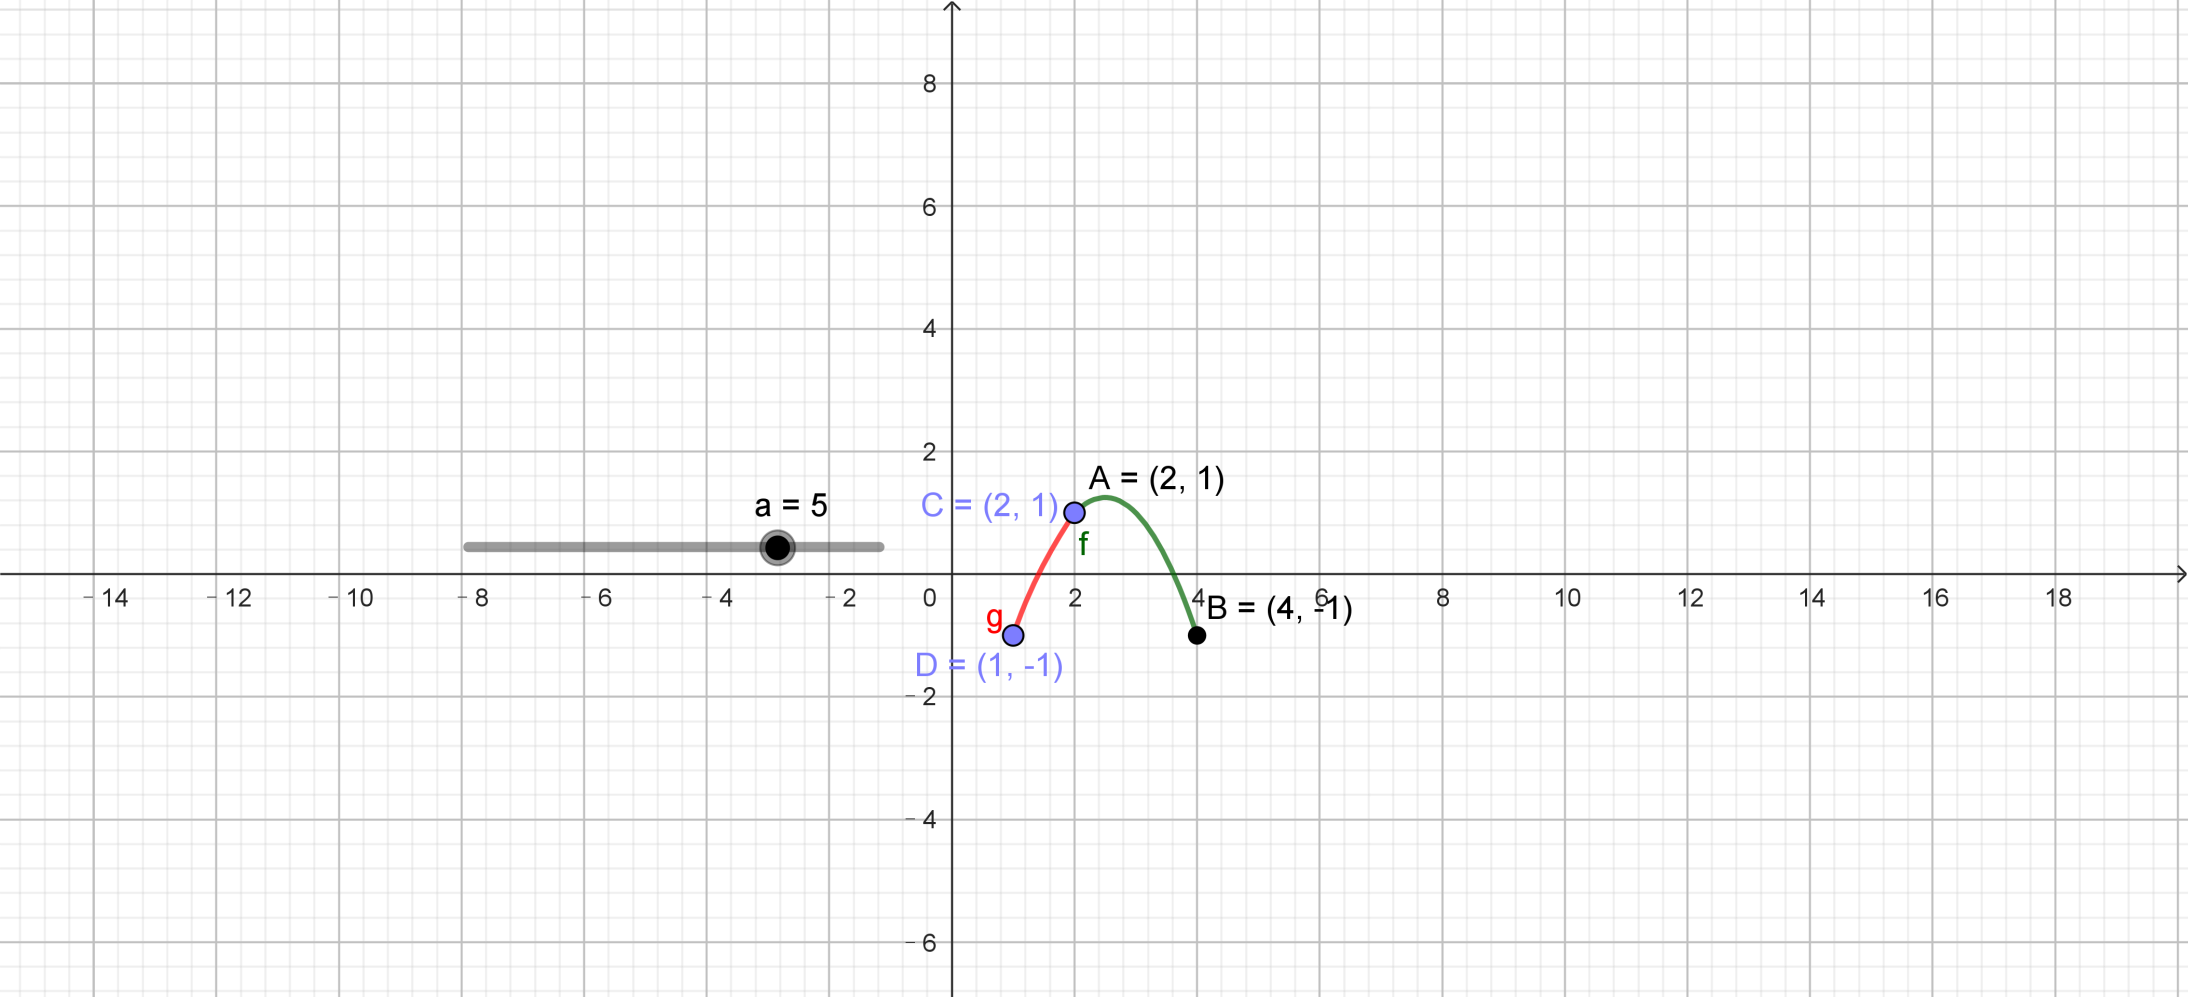 8
6
4
2
A = (2, 1)
C = (2, 1)
a = 5
f
g
B = (4, -1)
– 14 – 12 – 10 – 8 – 6 – 4 – 2 0 2 4 6 8 10 12 14 16 18
D = (1, -1)
– 2
– 4
– 6